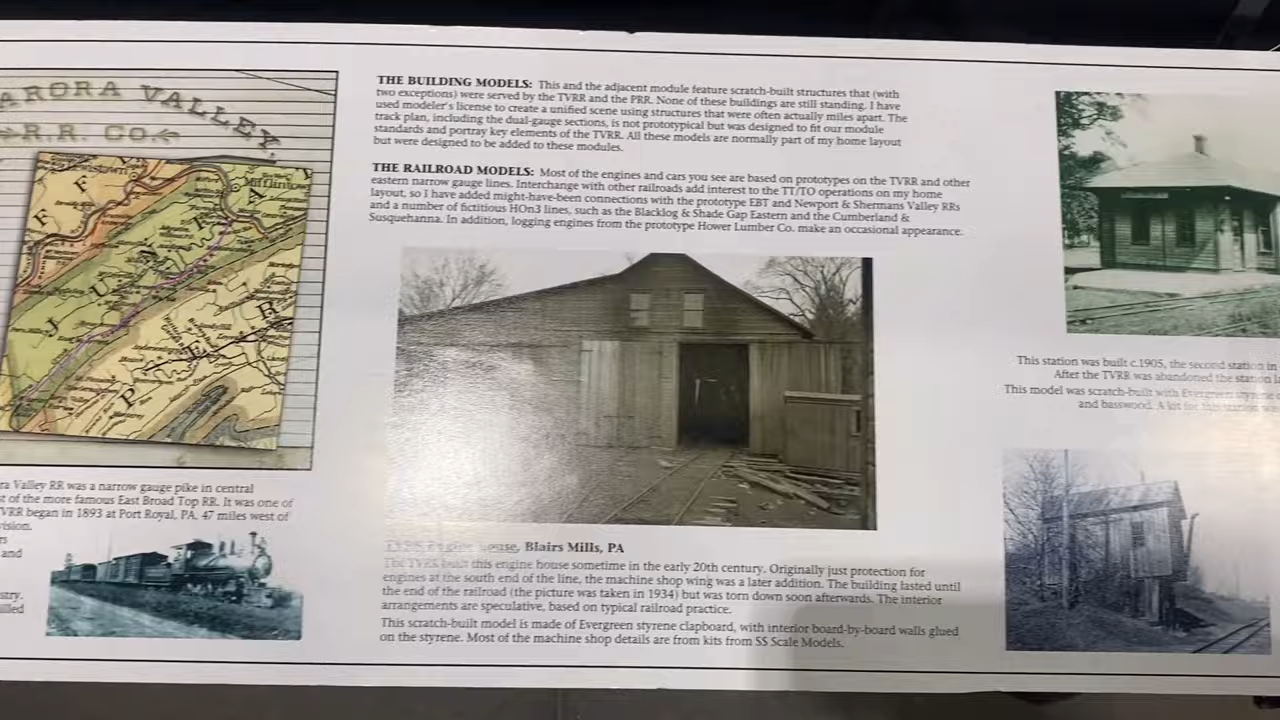 ARORA VALLEY
R.R. CO.
THE BUILDING MODELS: This and the adjacent module feature scratch-built structures that (with
two exceptions) were served by the TVRR and the PRR. None of these buildings are still standing. I have
used modeler's license to create a unified scene using structures that were often actually miles apart. The
track plan, including the dual-gauge sections, is not prototypical but was designed to fit our module
standards and portray key elements of the TVRR. All these models are normally part of my home layout
but were designed to be added to these modules.
THE RAILROAD MODELS: Most of the engines and cars you see are based on prototypes on the TVRR and other
eastern narrow gauge lines. Interchange with other railroads add interest to the TT/TO operations on my home
layout, so I have added might-have-been connections with the prototype EBT and Newport & Shermans Valley RRs
and a number of fictitious HOn3 lines, such as the Blacklog & Shade Gap Eastern and the Cumberland &
Susquehanna. In addition, logging engines from the prototype Hower Lumber Co. make an occasional appearance.
ra Valley RR was a narrow gauge pike in central
t of the more famous East Broad Top RR. It was one of
VRR began in 1893 at Port Royal, PA, 47 miles west of
vision.
rs
and
stry.
illed
house, Blairs Mills, PA
The TVRR built this engine house sometime in the early 20th century. Originally just protection for
engines at the south end of the line, the machine shop wing was a later addition. The building lasted until
the end of the railroad (the picture was taken in 1934) but was torn down soon afterwards. The interior
arrangements are speculative, based on typical railroad practice.
This scratch-built model is made of Evergreen styrene clapboard, with interior board-by-board walls glued
on the styrene. Most of the machine shop details are from kits from SS Scale Models.
This station was built c.1905, the second station in
After the TVRR was abandoned the station
This model was scratch-built with Evergreen
and basswood. A